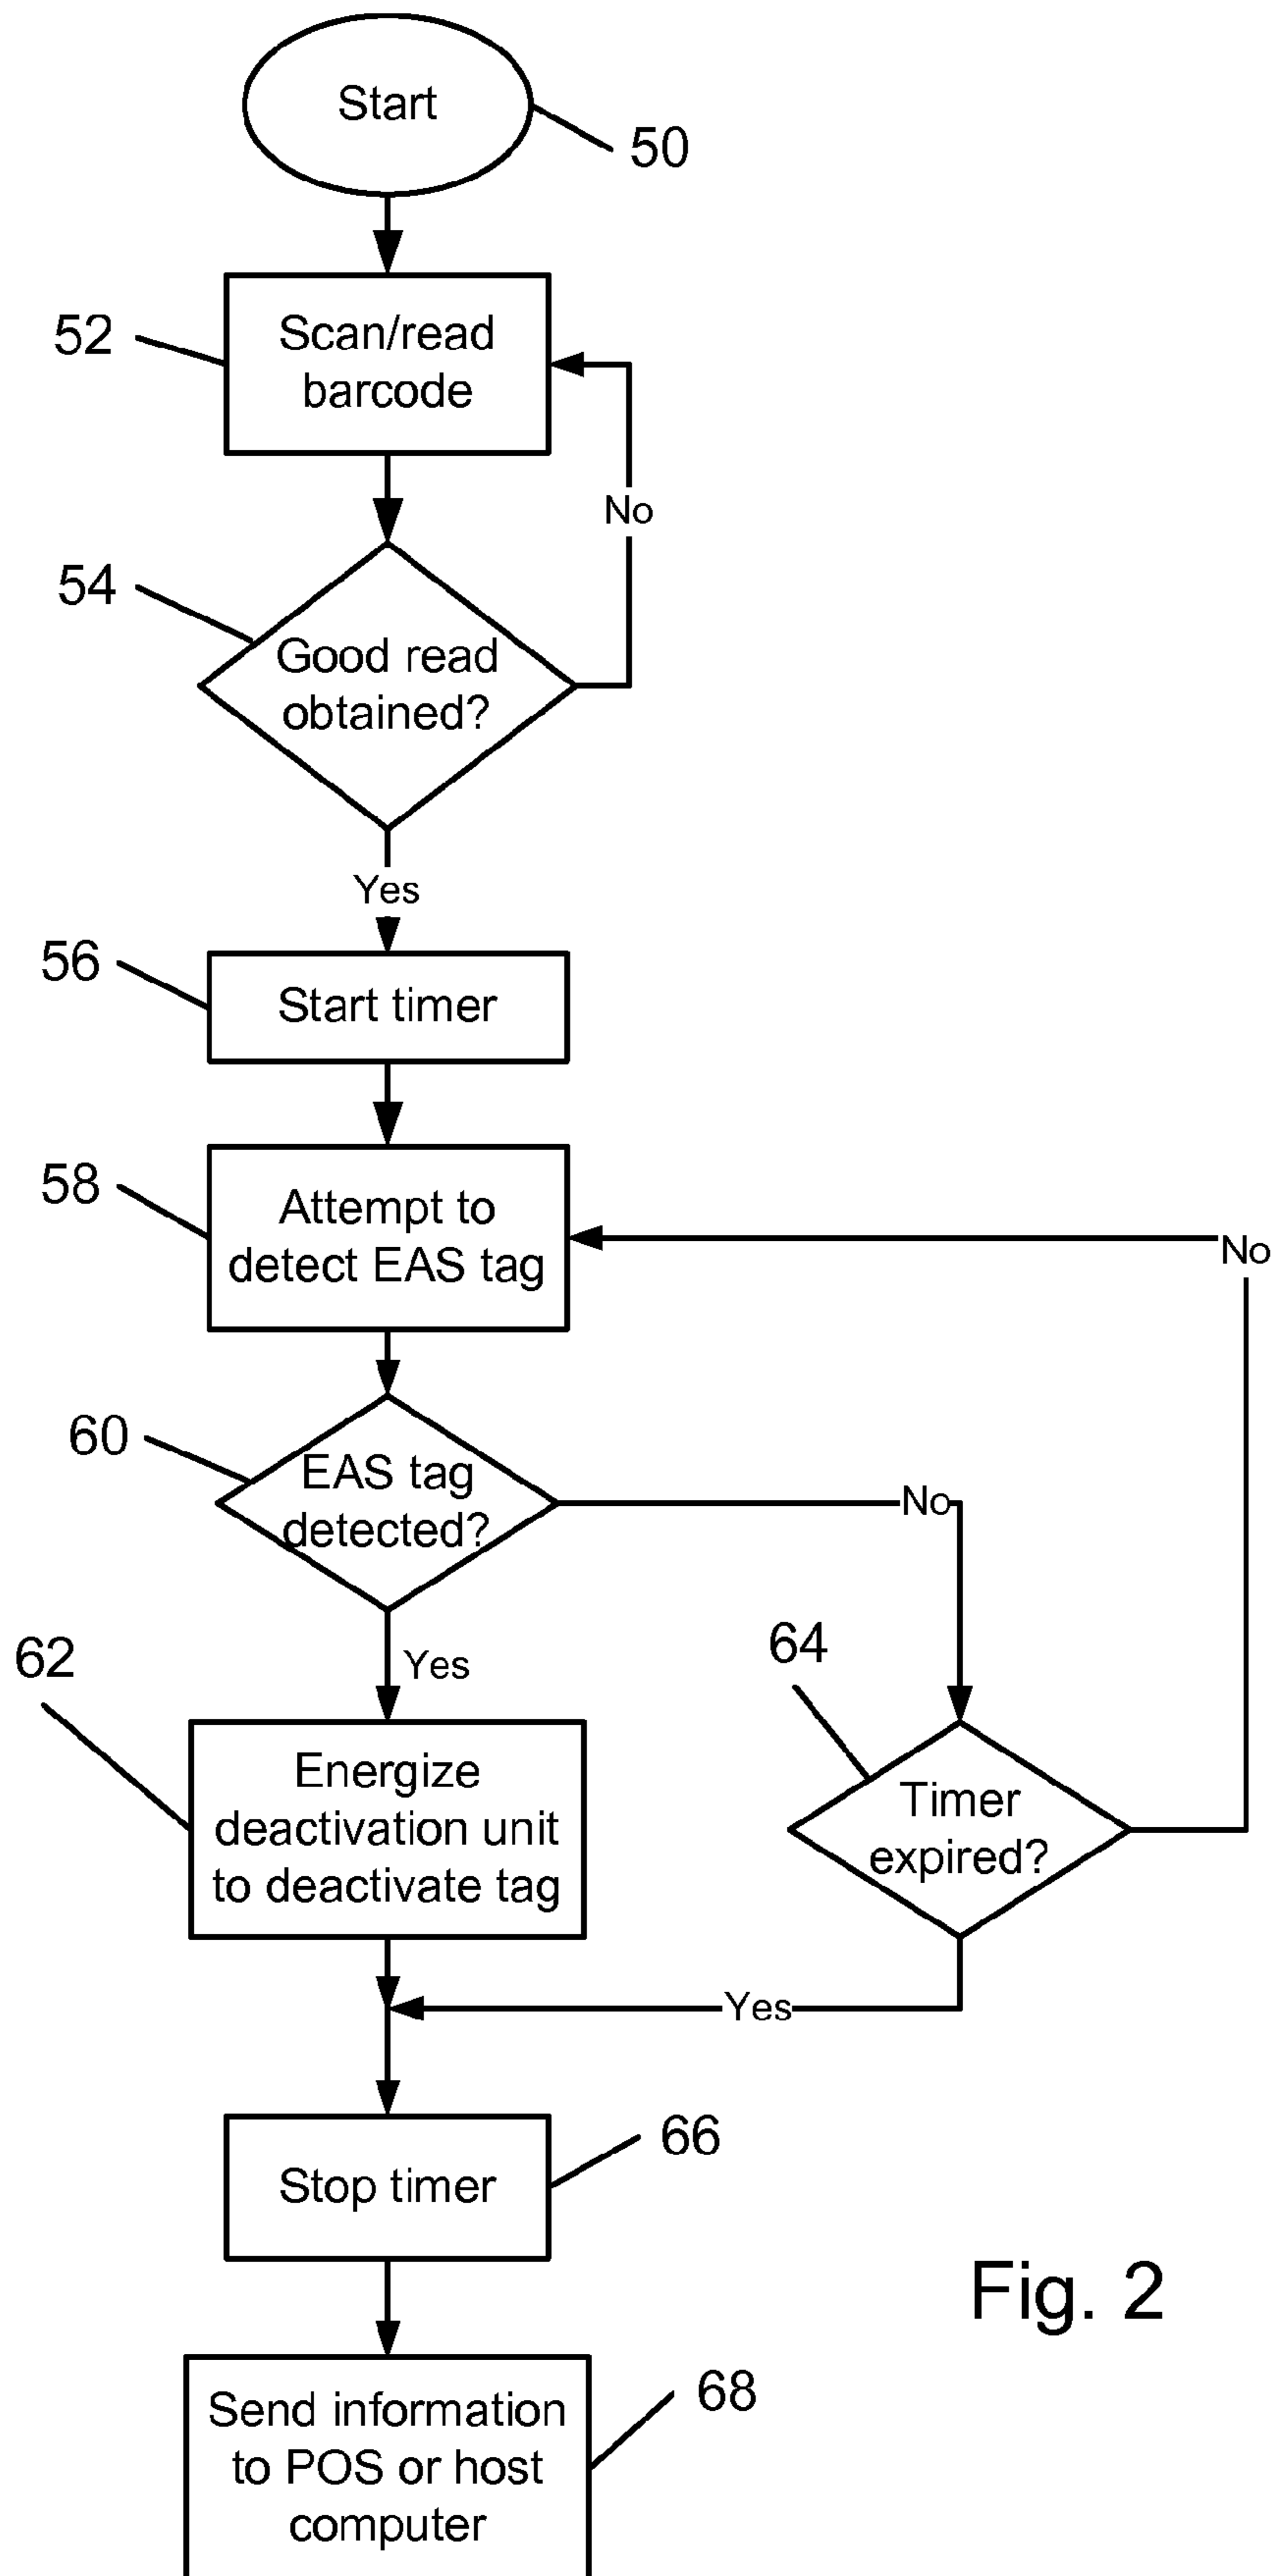 Start
50
52
Scan/read
barcode
No
54
Good read
obtained?
Yes
56
Start timer
58
Attempt to
detect EAS tag
No
60
EAS tag
detected?
No
62
Yes
64
Energize
deactivation unit
to deactivate tag
Timer
expired?
Yes
66
Stop timer
Fig. 2
68
Send information
to POS or host
computer